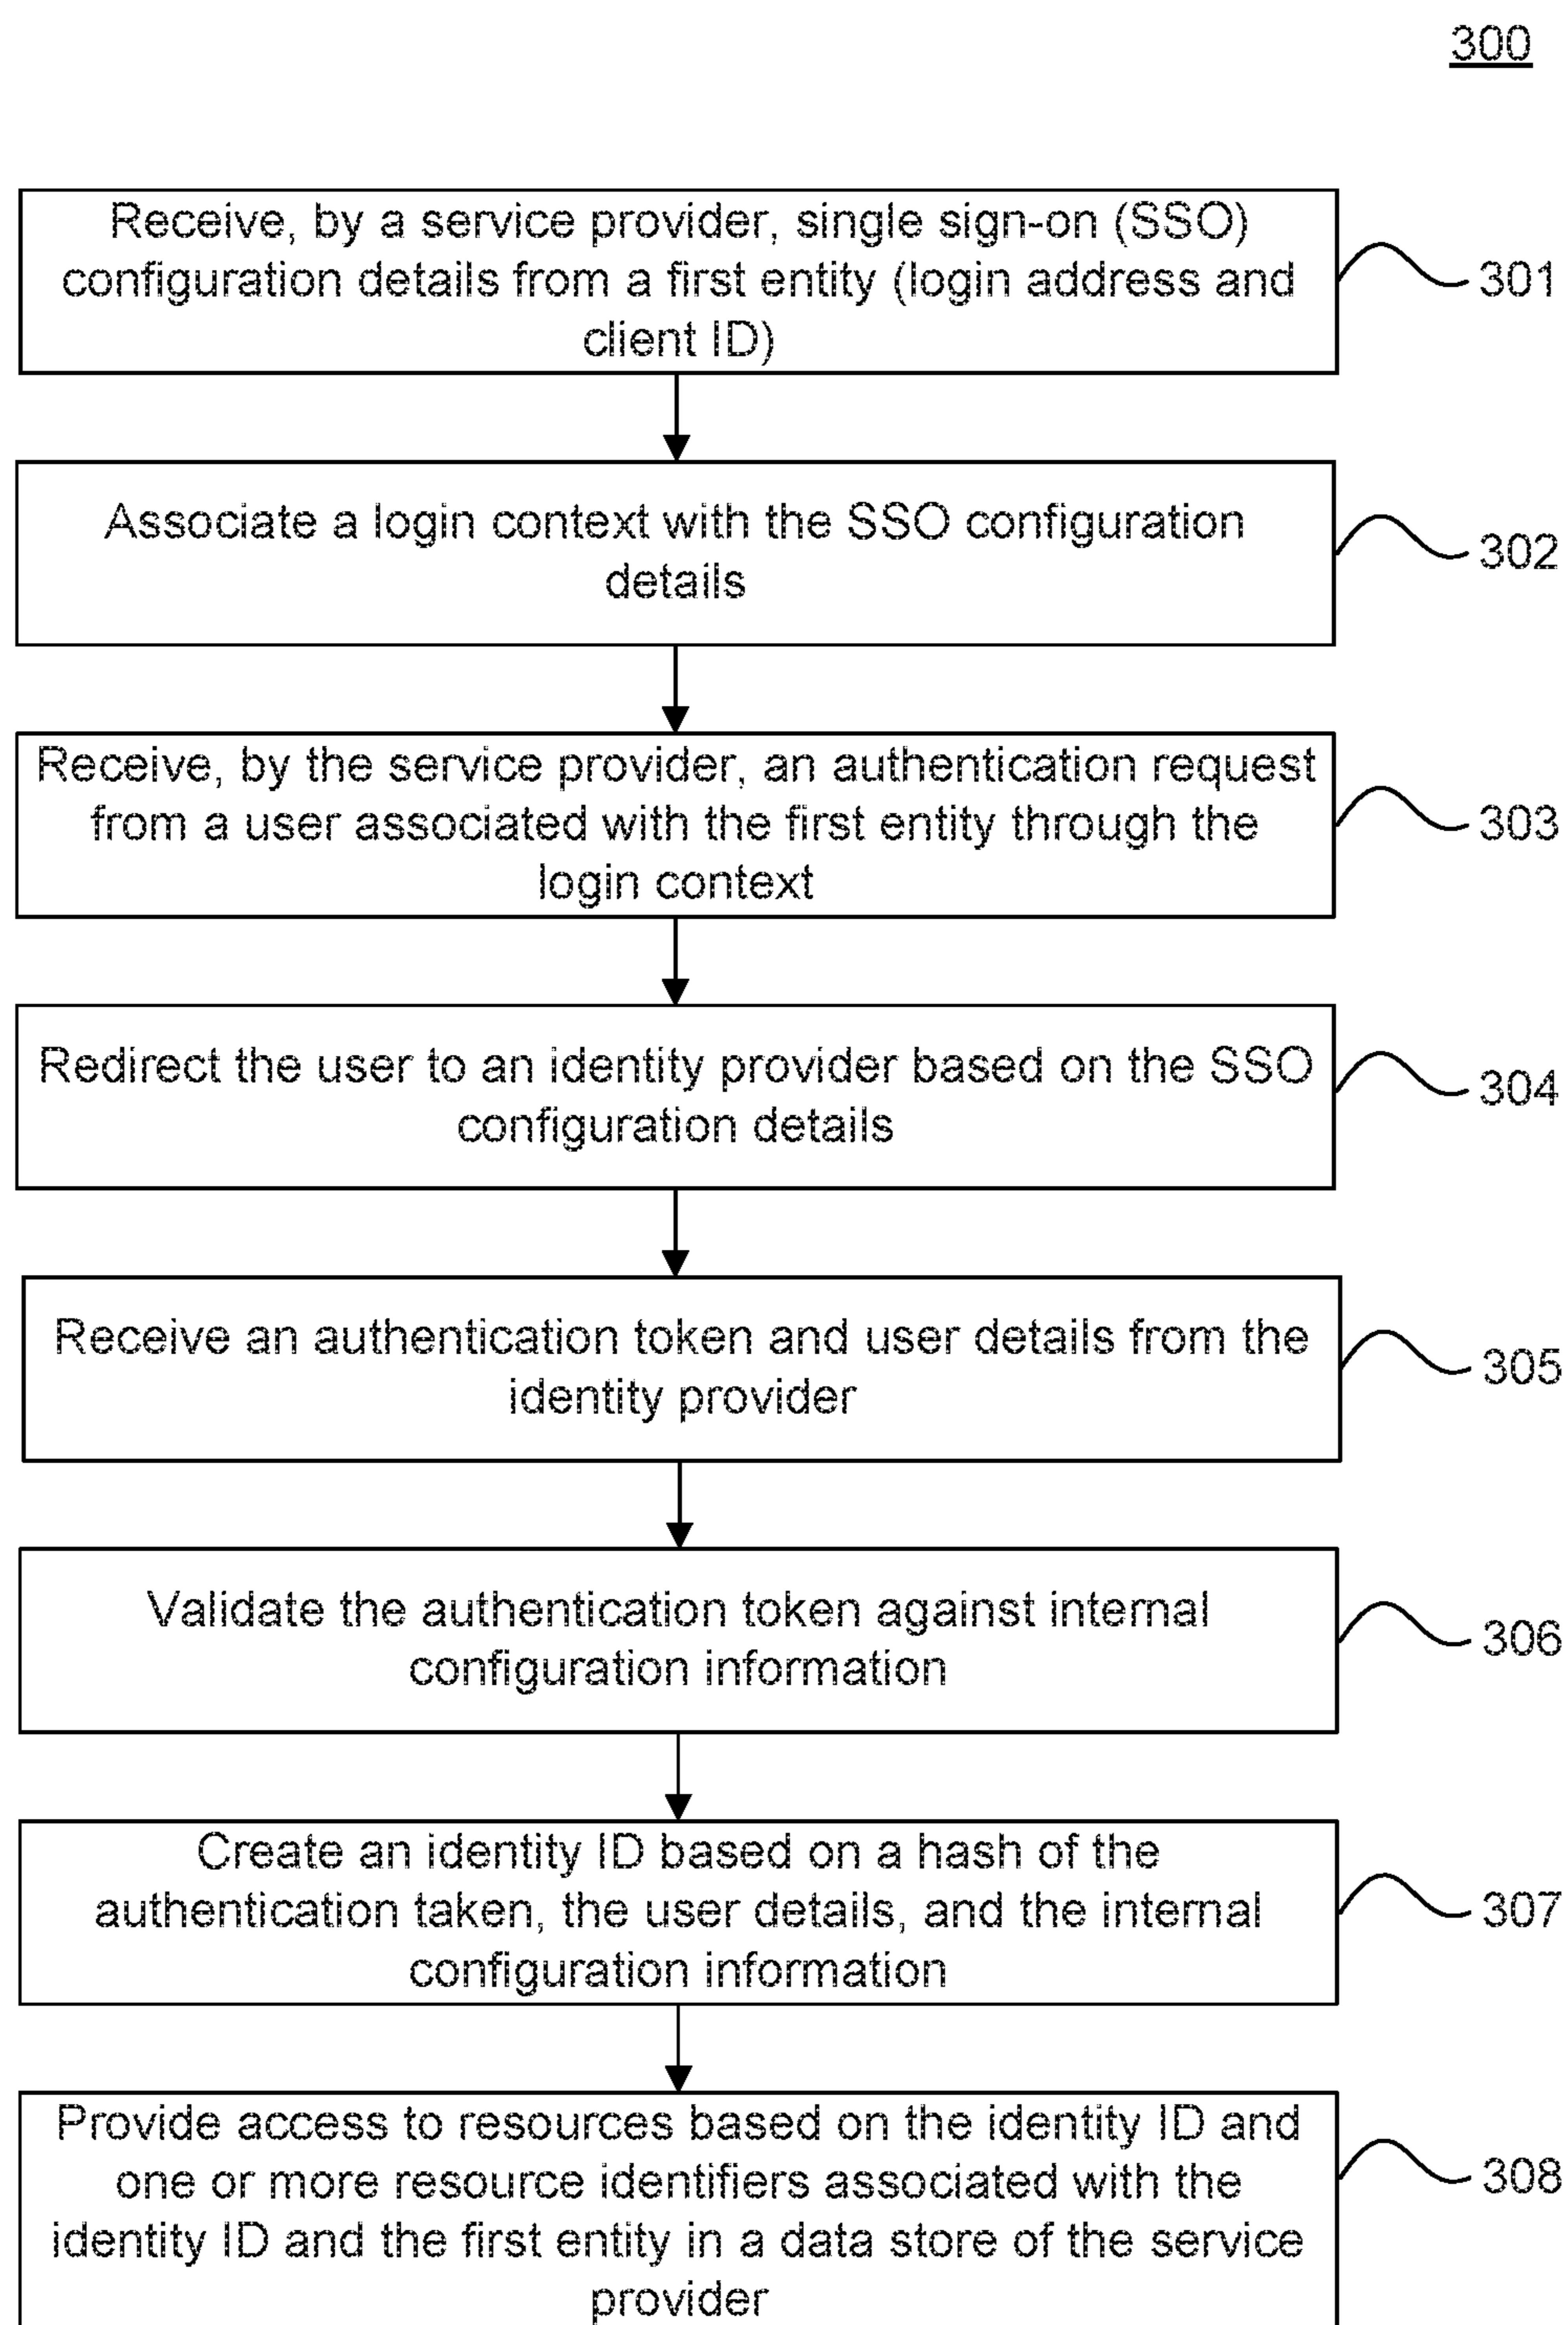 300
Receive, by a service provider, single sign-on (SSO)
configuration details from a first entity (login address and
client ID)
301
Associate a login context with the SSO configuration
details
302
Receive, by the service provider, an authentication request
from a user associated with the first entity through the
login context
303
Redirect the user to an identity provider based on the SSO
configuration details
304
Receive an authentication token and user details from the
identity provider
305
Validate the authentication token against internal
configuration information
306
Create an identity ID based on a hash of the
authentication taken, the user details, and the internal
configuration information
307
Provide access to resources based on the identity ID and
one or more resource identifiers associated with the
identity ID and the first entity in a data store of the service
provider
308